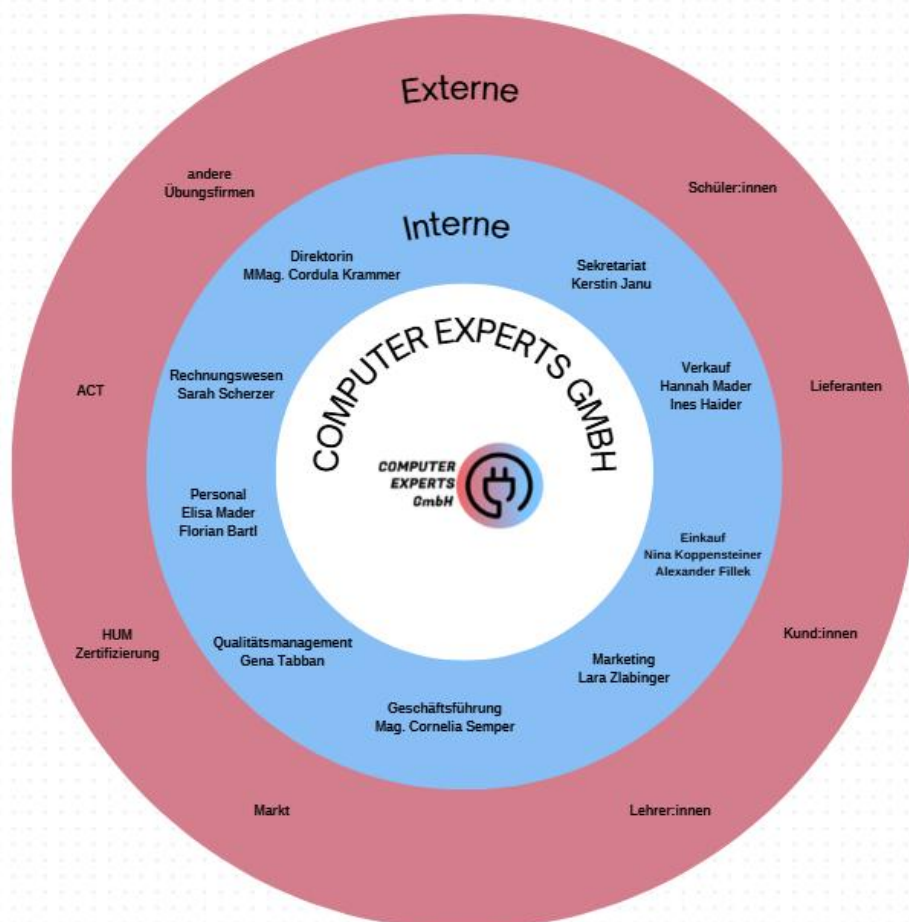 Externe
andere
Übungsfirmen
Schüler:innen
Interne
Direktorin
MMag. Cordula Krammer
Sekretariat
Kerstin Janu
COMPUTER EXPERTS GMBH
Rechnungswesen
Sarah Scherzer
Verkauf
Hannah Mader
Ines Haider
ACT
Lieferanten
COMPUTER
EXPERTS
GmbH
Personal
Elisa Mader
Florian Bartl
Einkauf
Nina Koppensteiner
Alexander Fillek
HUM
Zertifizierung
Kund:innen
Qualitätsmanagement
Gena Tabban
Marketing
Lara Zlabinger
Geschäftsführung
Mag. Cornelia Semper
Markt
Lehrer:innen